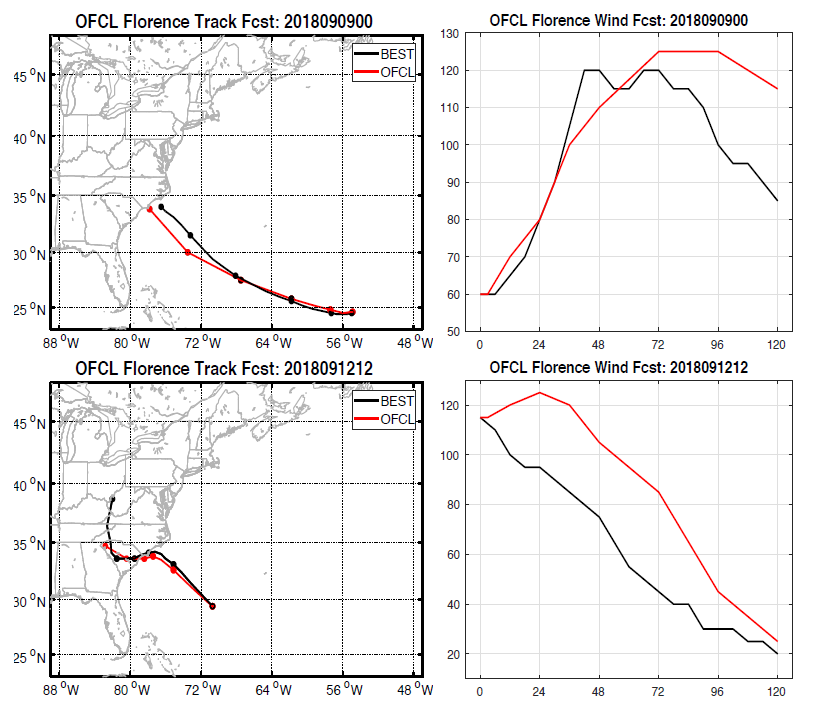 OFCL Florence Track Fcst: 2018090900
BEST
OFCL
45 °N
40 °N
35 °N
30 °N
25 °N
88 °W 80 °W 72 °W 64 °W 56 °W 48 °W
OFCL Florence Wind Fcst: 2018090900
130
120
110
100
90
80
70
60
50
0 24 48 72 96 120
OFCL Florence Track Fcst: 2018091212
BEST
OFCL
45 °N
40 °N
35 °N
30 °N
25 °N
88 °W 80 °W 72 °W 64 °W 56 °W 48 °W
OFCL Florence Wind Fcst: 2018091212
120
100
80
60
40
20
0 24 48 72 96 120